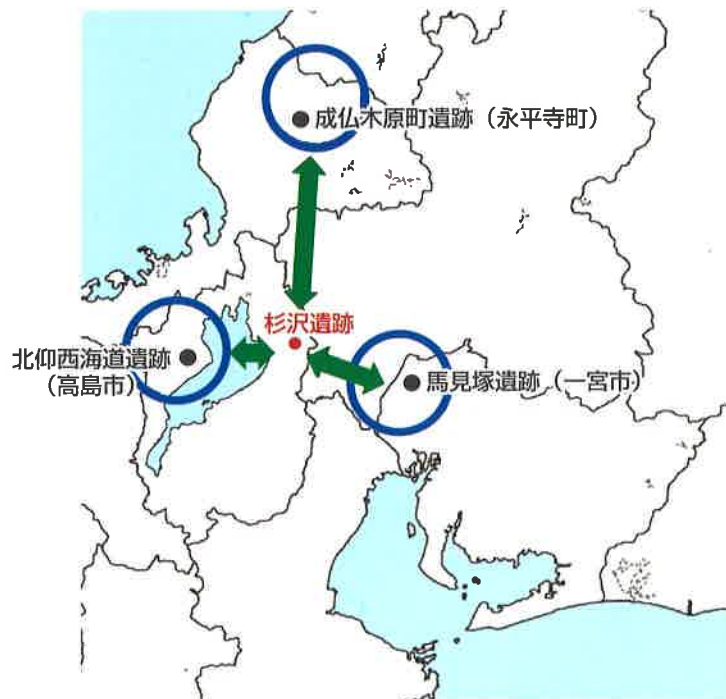 成仏木原町遺跡（永平寺町）
杉沢遺跡
北仰西海道遺跡
（高島市）
馬見塚遺跡（一宮市）